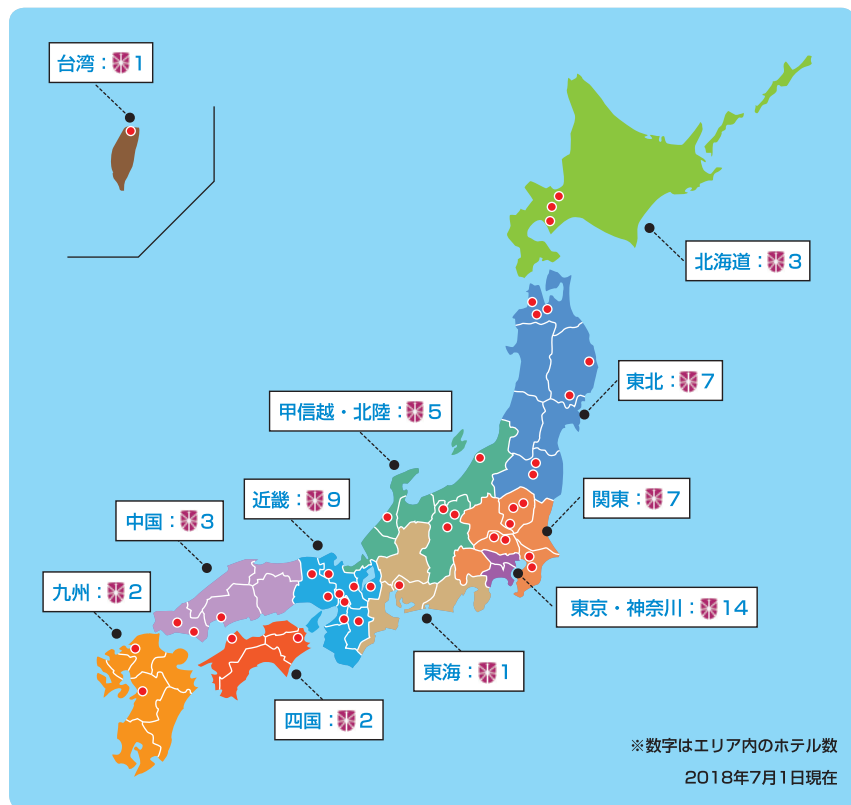 台湾：1
北海道：3
東北：7
甲信越・北陸：5
関東：7
近畿：9
中国：3
九州：2
東京・神奈川：14
東海：1
四国：2
※数字はエリア内のホテル数
2018年7月1日現在